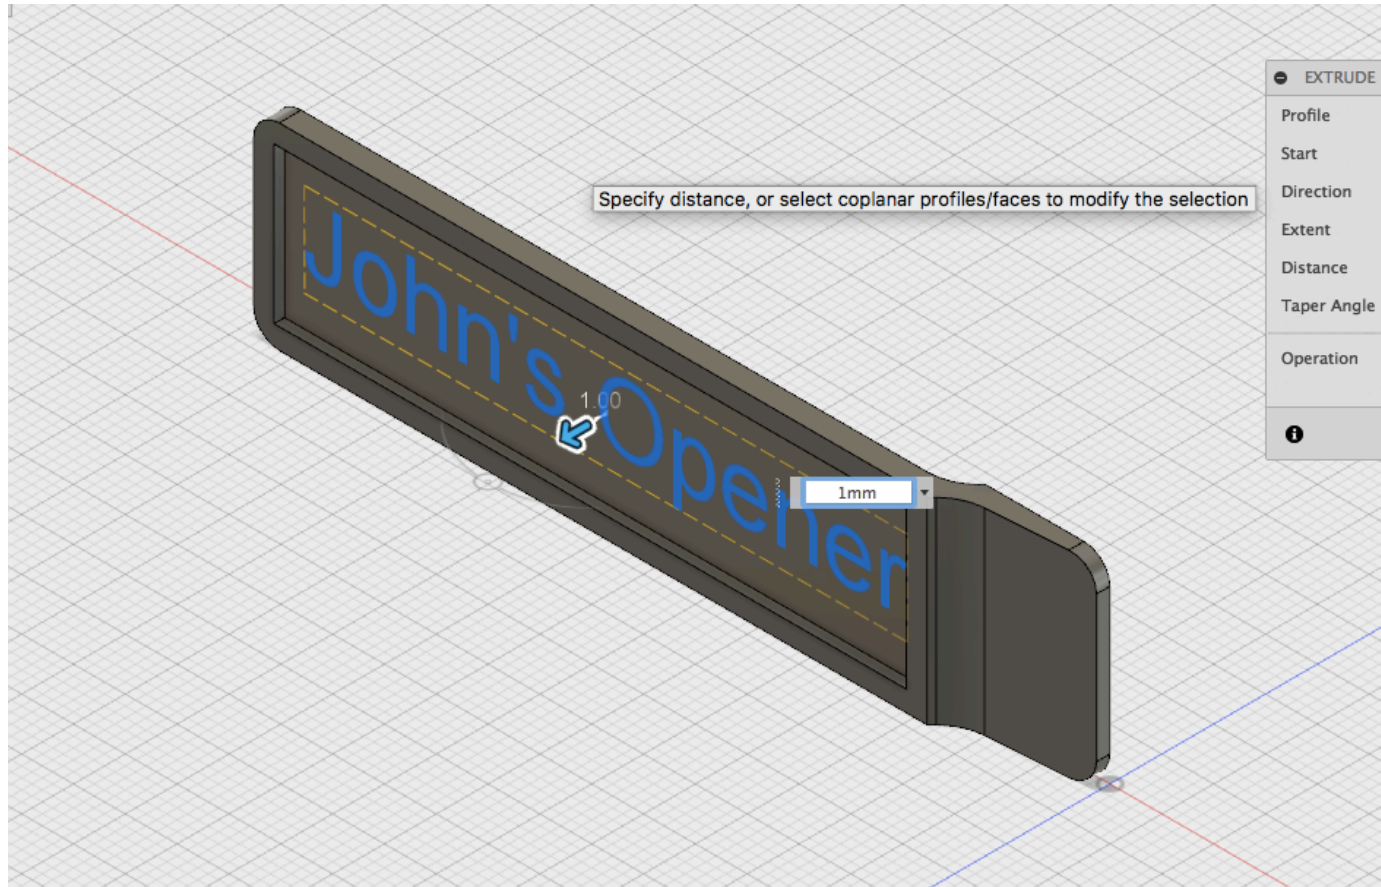 EXTRUDE
Profile
Start
Specify distance, or select coplanar profiles/faces to modify the selection
Direction
Extent
Distance
Taper Angle
Operation
John's Opener
1.00
1mm